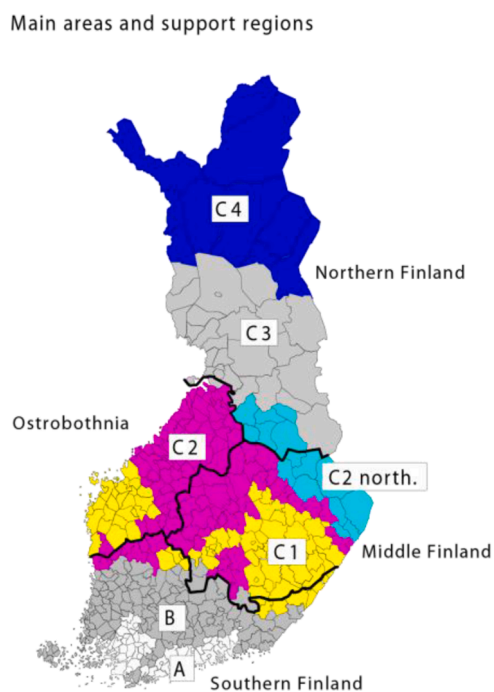 Main areas and support regions
C4
Northern Finland
C3
Ostrobothnia
C2
C2 north.
C1
Middle Finland
B
A
Southern Finland